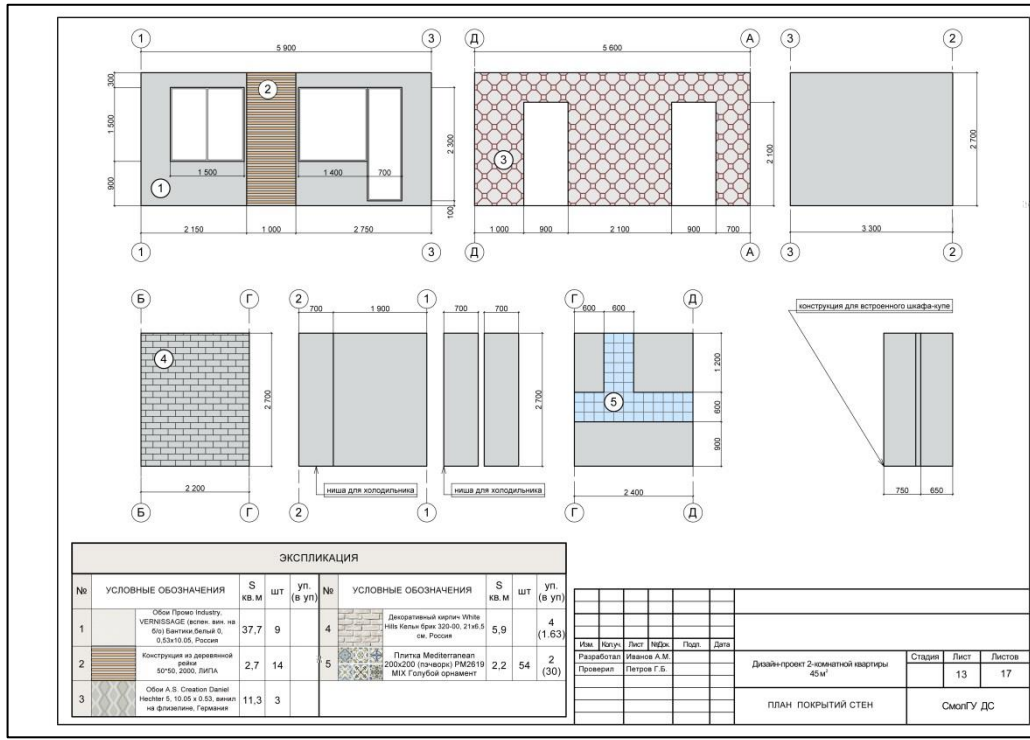 1 3 Д А 3 2
5 900 5 600
300
1 500
900
2
1
1 500 1 400 700
2 300
100
3
2 100
2 700
2 150 1 000 2 750
1 000 900 2 100 900 700
3 300
1 3 Д А 3 2
Б Г 2 1 Г Д
700 1 900 700 700 600 600
конструкция для встроенного шкафа-купе
4
2 700
2 700
5
1 200
600
900
2 200
ниша для холодильника
ниша для холодильника
2 400
750 650
Б Г 2 1 Г Д
ЭКСПЛИКАЦИЯ
№ УСЛОВНЫЕ ОБОЗНАЧЕНИЯ S кв.м шт уп. (в уп) № УСЛОВНЫЕ ОБОЗНАЧЕНИЯ S кв.м шт уп. (в уп)
1 37,7 9
Обои Промо Industry,
VERNISSAGE (вспен. вин. на
б/о) Бантики,белый 0,
0,53х10.05, Россия
2 2,7 14
Конструкция из деревянной
рейки
50*50, 2000, ЛИПА
3 11,3 3
Обои A.S. Creation Daniel
Hechter 5, 10.05 х 0.53, винил
на флизелине, Германия
4 5,9 4 (1.63)
Декоративный кирпич White
Hills Кельн брик 320-00, 21х6,5
см, Россия
5 2,2 54 2 (30)
Плитка Mediterranean
200х200 (пэчворк) PM2619
MIX Голубой орнамент
Изм. Кол.уч. Лист №Док. Подп. Дата
Разработал Иванов А.М.
Проверил Петров Г.Б.
Дизайн-проект 2-комнатной квартиры
45м²
Стадия Лист Листов
13 17
ПЛАН ПОКРЫТИЙ СТЕН
СмолГУ ДС